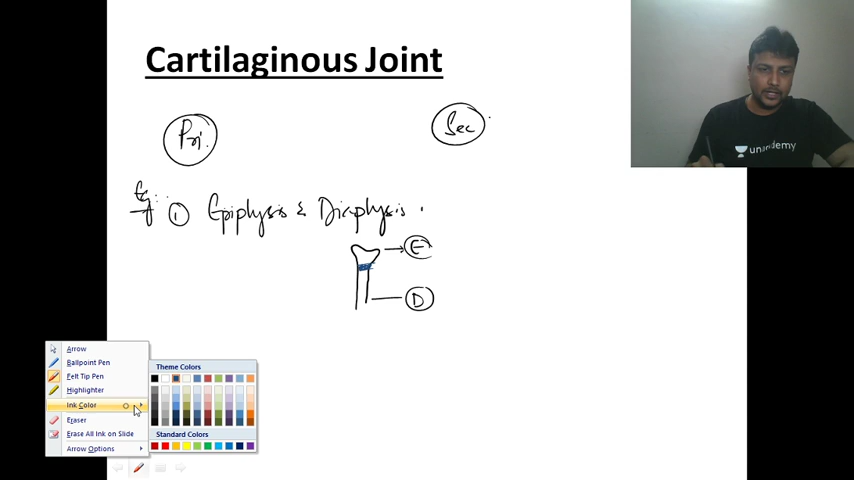 Cartilaginous Joint
Pri.
Sec
Eg:
① Epiphysis & Diaphysis.
E
D
unacademy
Arrow
Ballpoint Pen
Felt Tip Pen
Highlighter
Ink Color
Eraser
Erase All Ink on Slide
Arrow Options
Theme Colors
Standard Colors